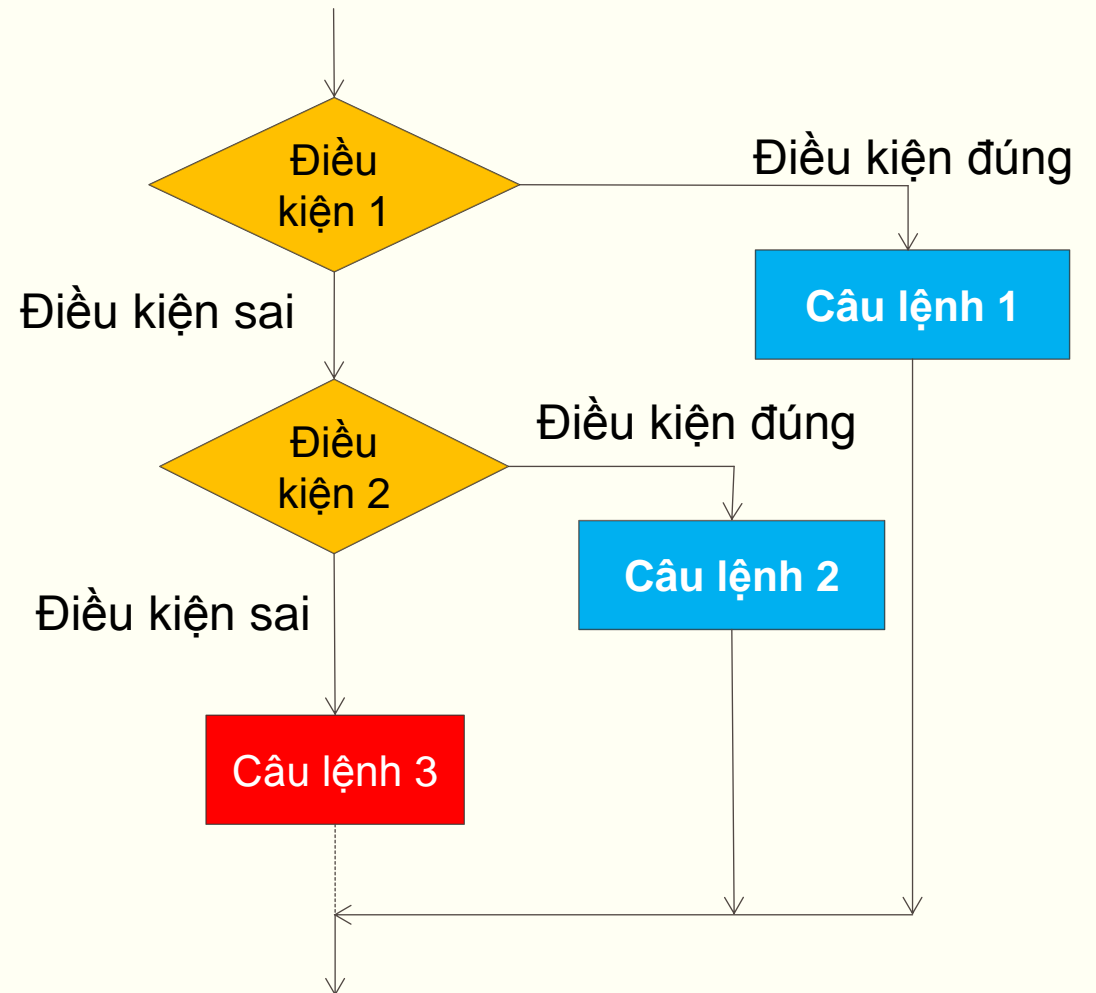 Điều
kiện 1
Điều kiện đúng
Câu lệnh 1
Điều kiện sai
Điều
kiện 2
Điều kiện đúng
Câu lệnh 2
Điều kiện sai
Câu lệnh 3